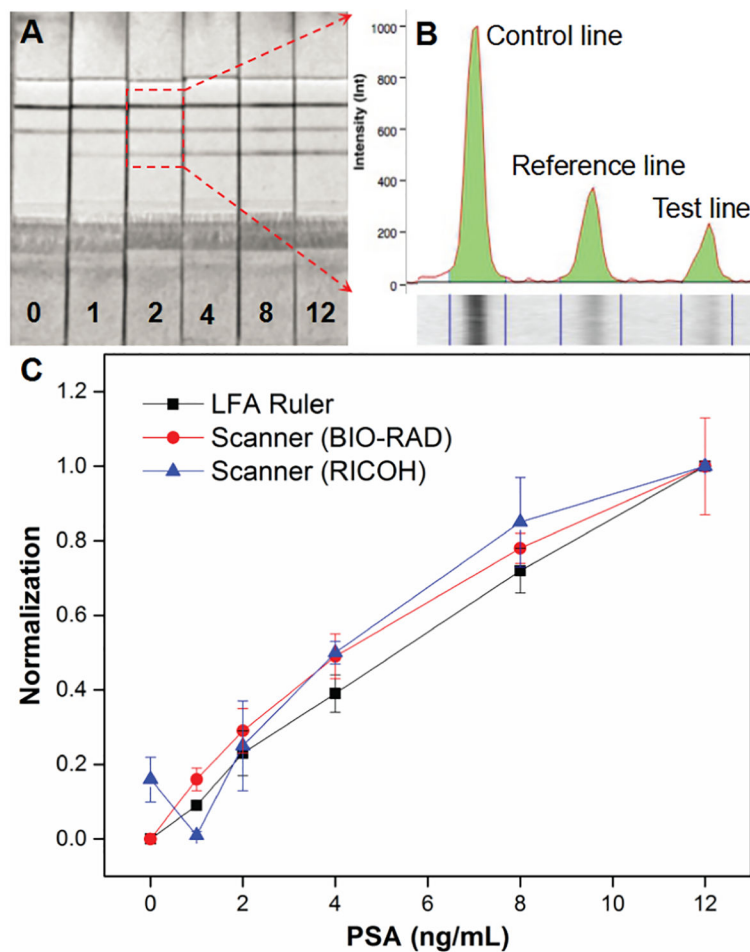 A
0 1 2 4 8 12
B
Control line
Reference line
Test line
Intensity (Int)
1000
800
600
400
200
0
C
LFA Ruler
Scanner (BIO-RAD)
Scanner (RICOH)
Normalization
1.2
1.0
0.8
0.6
0.4
0.2
0.0
0 2 4 6 8 10 12
PSA (ng/mL)